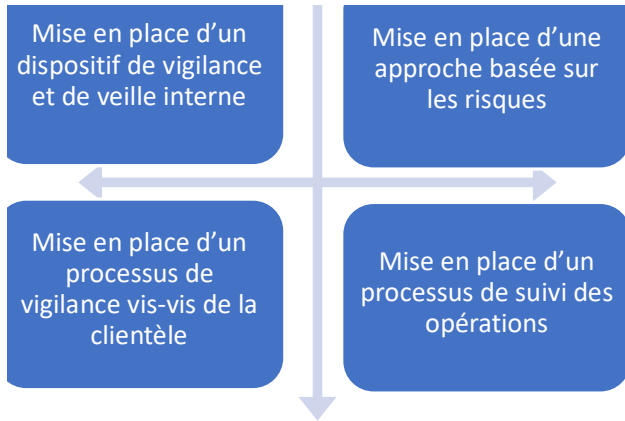 Mise en place d'un
dispositif de vigilance
et de veille interne
Mise en place d'une
approche basée sur
les risques
Mise en place d'un
processus de
vigilance vis-vis de la
clientèle
Mise en place d'un
processus de suivi des
opérations